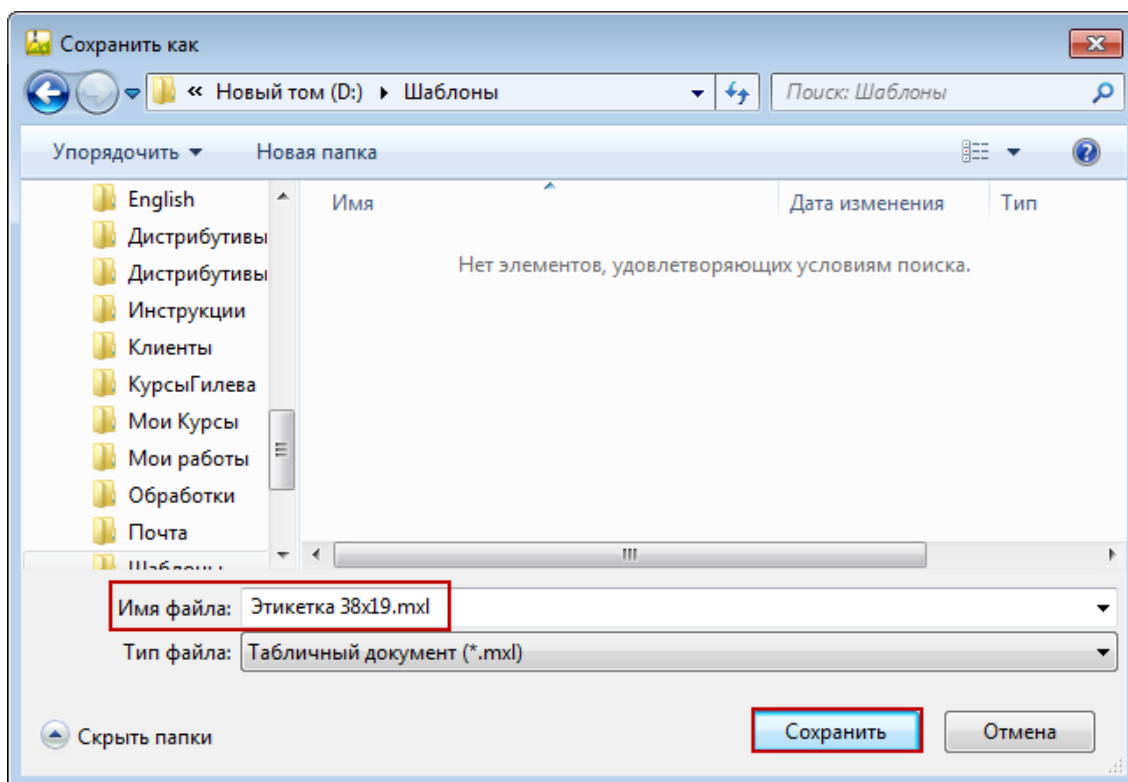 Сохранить как
« Новый том (D:) ▸ Шаблоны
Поиск: Шаблоны
Упорядочить ▾ Новая папка
English
Дистрибутивы
Дистрибутивы
Инструкции
Клиенты
КурсыГилева
Мои Курсы
Мои работы
Обработки
Почта
Шаблоны
Имя Дата изменения Тип
Нет элементов, удовлетворяющих условиям поиска.
Имя файла: Этикетка 38x19.mxl
Тип файла: Табличный документ (*.mxl)
Скрыть папки Сохранить Отмена